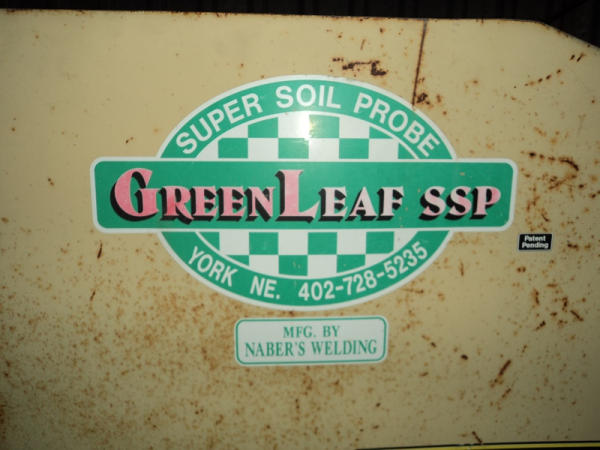 SUPER SOIL PROBE
GREENLEAF SSP
YORK NE. 402-728-5235
Patent
Pending
MFG. BY
NABER'S WELDING